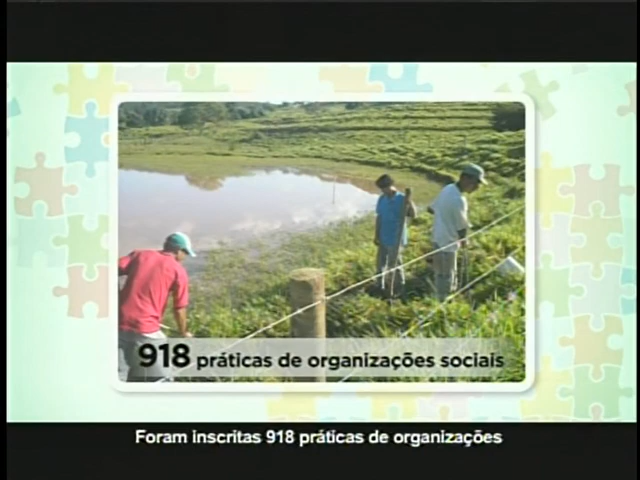 918 práticas de organizações sociais
Foram inscritas 918 práticas de organizações